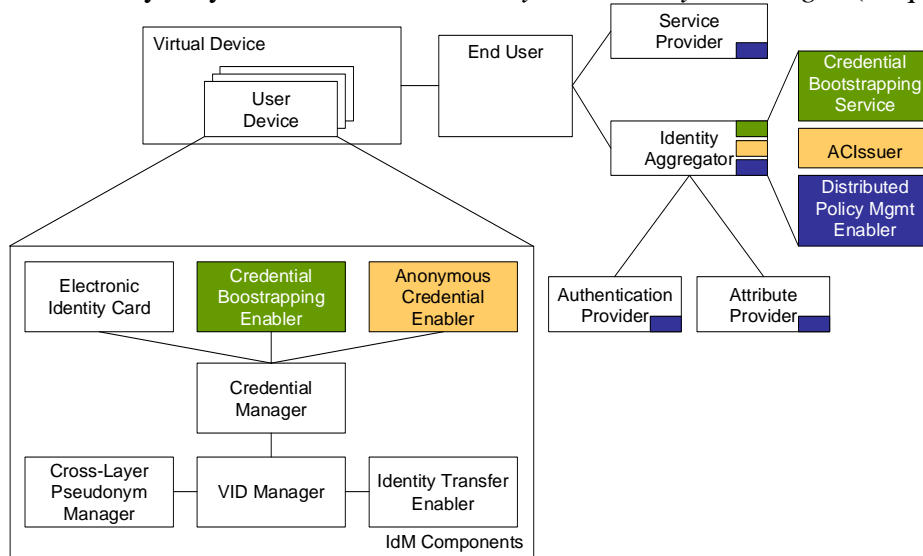 Virtual Device
User
Device
End User
Service
Provider
Identity
Aggregator
Credential
Bootstrapping
Service
ACIssuer
Distributed
Policy Mgmt
Enabler
Authentication
Provider
Attribute
Provider
Electronic
Identity Card
Credential
Boostrapping
Enabler
Anonymous
Credential
Enabler
Credential
Manager
Cross-Layer
Pseudonym
Manager
VID Manager
Identity Transfer
Enabler
IdM Components